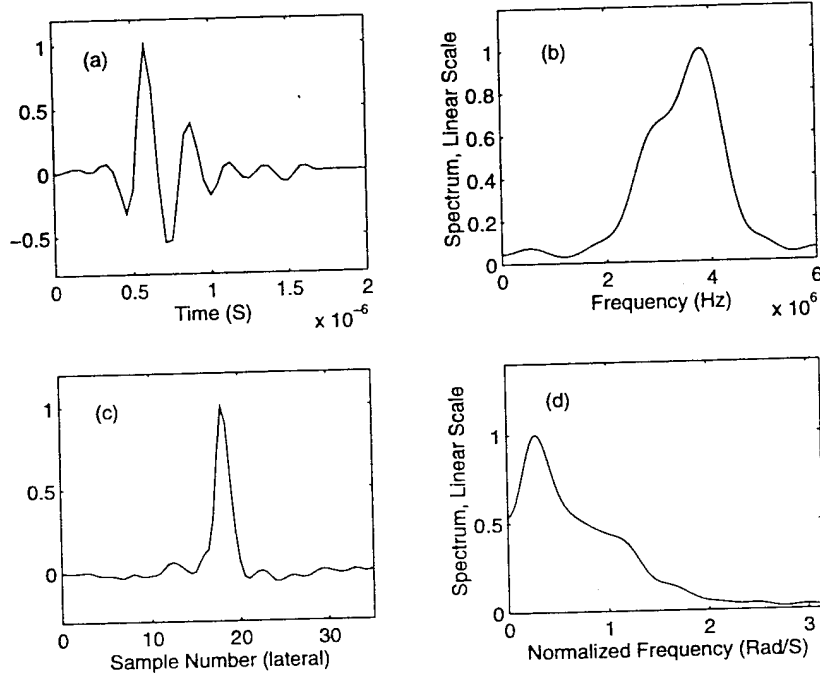 (a)
1
0.5
0
−0.5
0 0.5 1 1.5 2
Time (S)
x 10⁻⁶
(b)
Spectrum, Linear Scale
1
0.8
0.6
0.4
0.2
0
0 2 4 6
Frequency (Hz)
x 10⁶
(c)
1
0.5
0
0 10 20 30
Sample Number (lateral)
(d)
Spectrum, Linear Scale
1
0.5
0
0 1 2 3
Normalized Frequency (Rad/S)